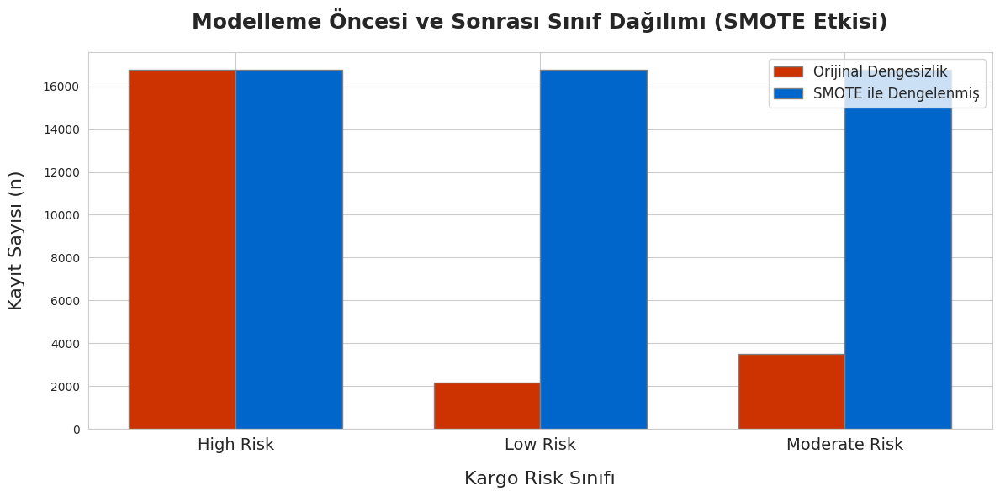 Modelleme Öncesi ve Sonrası Sınıf Dağılımı (SMOTE Etkisi)
Orijinal Dengesizlik
SMOTE ile Dengelenmiş
Kayıt Sayısı (n)
16000
14000
12000
10000
8000
6000
4000
2000
0
High Risk
Low Risk
Moderate Risk
Kargo Risk Sınıfı